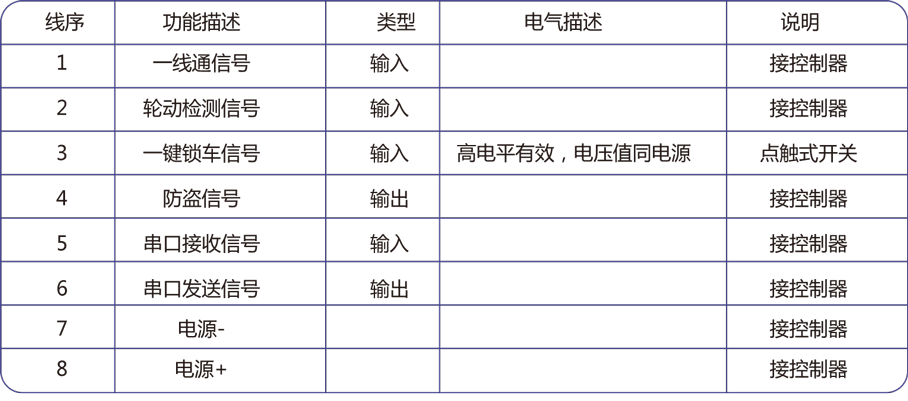 线序 功能描述 类型 电气描述 说明
1 一线通信号 输入 接控制器
2 轮动检测信号 输入 接控制器
3 一键锁车信号 输入 高电平有效，电压值同电源 点触式开关
4 防盗信号 输出 接控制器
5 串口接收信号 输入 接控制器
6 串口发送信号 输出 接控制器
7 电源- 接控制器
8 电源+ 接控制器